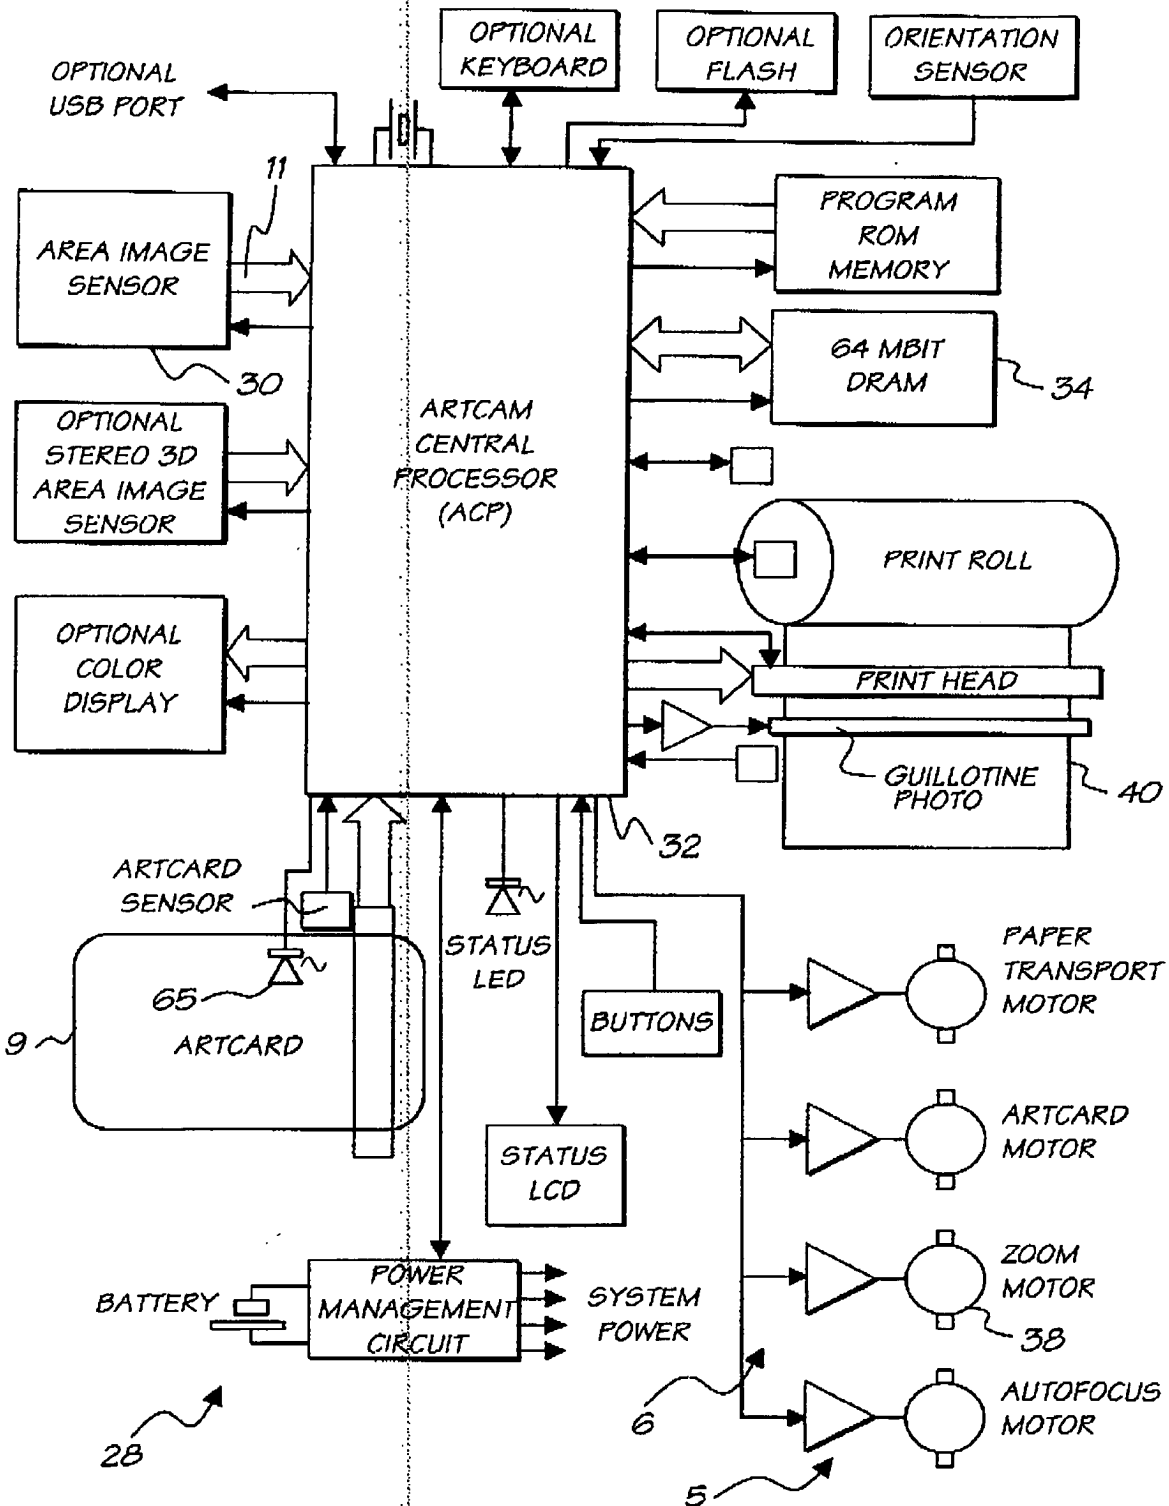 OPTIONAL
USB PORT
OPTIONAL
KEYBOARD
OPTIONAL
FLASH
ORIENTATION
SENSOR
11
AREA IMAGE
SENSOR
30
PROGRAM
ROM
MEMORY
64 MBIT
DRAM
34
OPTIONAL
STEREO 3D
AREA IMAGE
SENSOR
ARTCAM
CENTRAL
PROCESSOR
(ACP)
PRINT ROLL
OPTIONAL
COLOR
DISPLAY
PRINT HEAD
GUILLOTINE
PHOTO
40
32
ARTCARD
SENSOR
STATUS
LED
65
9
ARTCARD
BUTTONS
PAPER
TRANSPORT
MOTOR
ARTCARD
MOTOR
STATUS
LCD
ZOOM
MOTOR
38
BATTERY
POWER
MANAGEMENT
CIRCUIT
SYSTEM
POWER
6
AUTOFOCUS
MOTOR
28
5